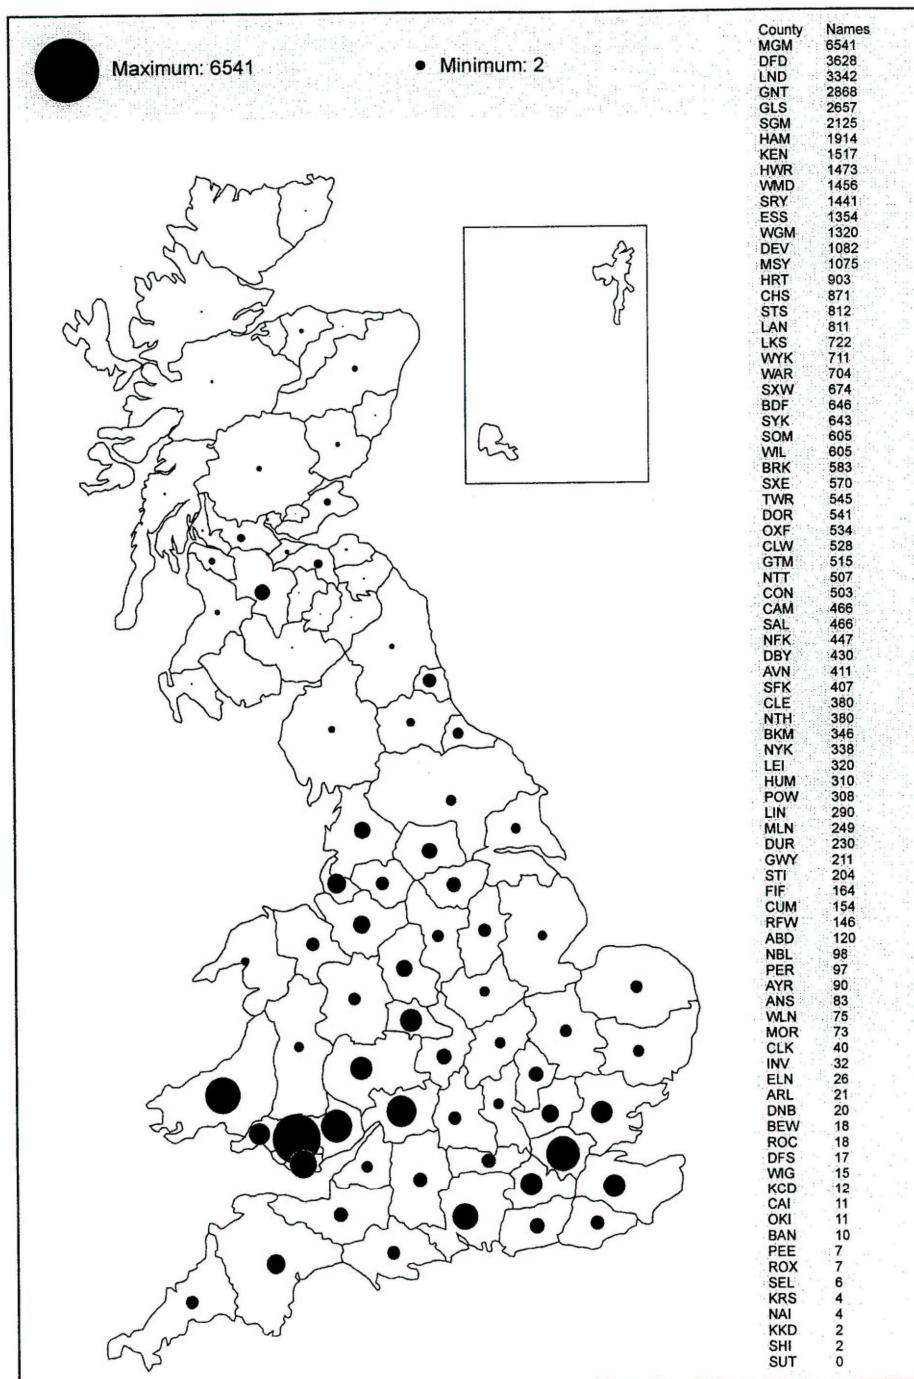 Maximum: 6541
Minimum: 2
County Names
MGM 6541
DFD 3628
LND 3342
GNT 2868
GLS 2657
SGM 2125
HAM 1914
KEN 1517
HWR 1473
WMD 1456
SRY 1441
ESS 1354
WGM 1320
DEV 1082
MSY 1075
HRT 903
CHS 871
STS 812
LAN 811
LKS 722
WYK 711
WAR 704
SXW 674
BDF 646
SYK 643
SOM 605
WIL 605
BRK 583
SXE 570
TWR 545
DOR 541
OXF 534
CLW 528
GTM 515
NTT 507
CON 503
CAM 466
SAL 466
NFK 447
DBY 430
AVN 411
SFK 407
CLE 380
NTH 380
BKM 346
NYK 338
LEI 320
HUM 310
POW 308
LIN 290
MLN 249
DUR 230
GWY 211
STI 204
FIF 164
CUM 154
RFW 146
ABD 120
NBL 98
PER 97
AYR 90
ANS 83
WLN 75
MOR 73
CLK 40
INV 32
ELN 26
ARL 21
DNB 20
BEW 18
ROC 18
DFS 17
WIG 15
KCD 12
CAI 11
OKI 11
BAN 10
PEE 7
ROX 7
SEL 6
KRS 4
NAI 4
KKD 2
SHI 2
SUT 0